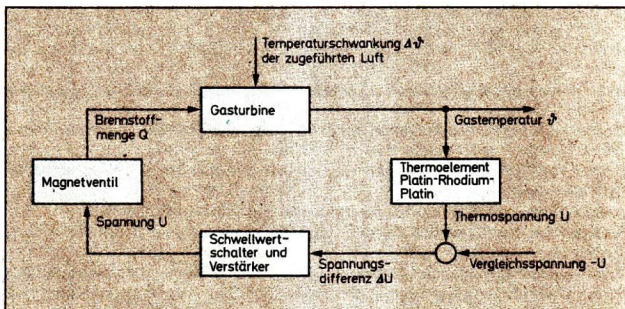 Temperaturschwankung Δϑ
der zugeführten Luft
Gasturbine
Brennstoff-
menge Q
Gastemperatur ϑ
Magnetventil
Thermoelement
Platin-Rhodium-
Platin
Spannung U
Thermospannung U
Schwellwert-
schalter und
Verstärker
Spannungs-
differenz ΔU
Vergleichsspannung -U